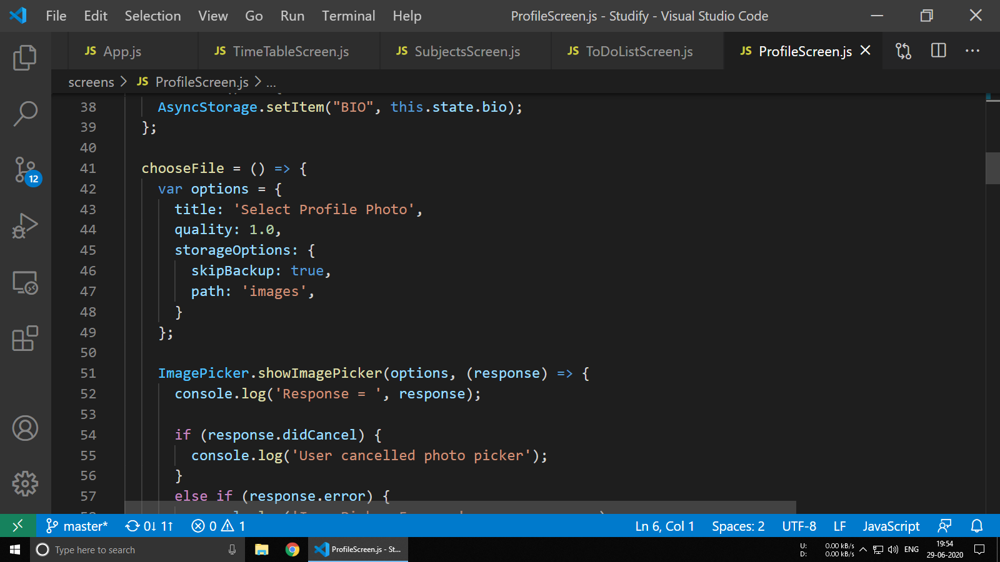 File Edit Selection View Go Run Terminal Help ProfileScreen.js - Studify - Visual Studio Code
JS App.js JS TimeTableScreen.js JS SubjectsScreen.js JS ToDoListScreen.js JS ProfileScreen.js
screens > JS ProfileScreen.js > ...
38 AsyncStorage.setItem("BIO", this.state.bio);
39 };
40
41 chooseFile = () => {
42 var options = {
43 title: 'Select Profile Photo',
44 quality: 1.0,
45 storageOptions: {
46 skipBackup: true,
47 path: 'images',
48 }
49 };
50
51 ImagePicker.showImagePicker(options, (response) => {
52 console.log('Response = ', response);
53
54 if (response.didCancel) {
55 console.log('User cancelled photo picker');
56 }
57 else if (response.error) {
12
master* 0↓ 1↑ 0 1 Ln 6, Col 1 Spaces: 2 UTF-8 LF JavaScript
Type here to search ProfileScreen.js - St... U: 0.00 kB/s D: 0.00 kB/s ENG 19:54 29-06-2020